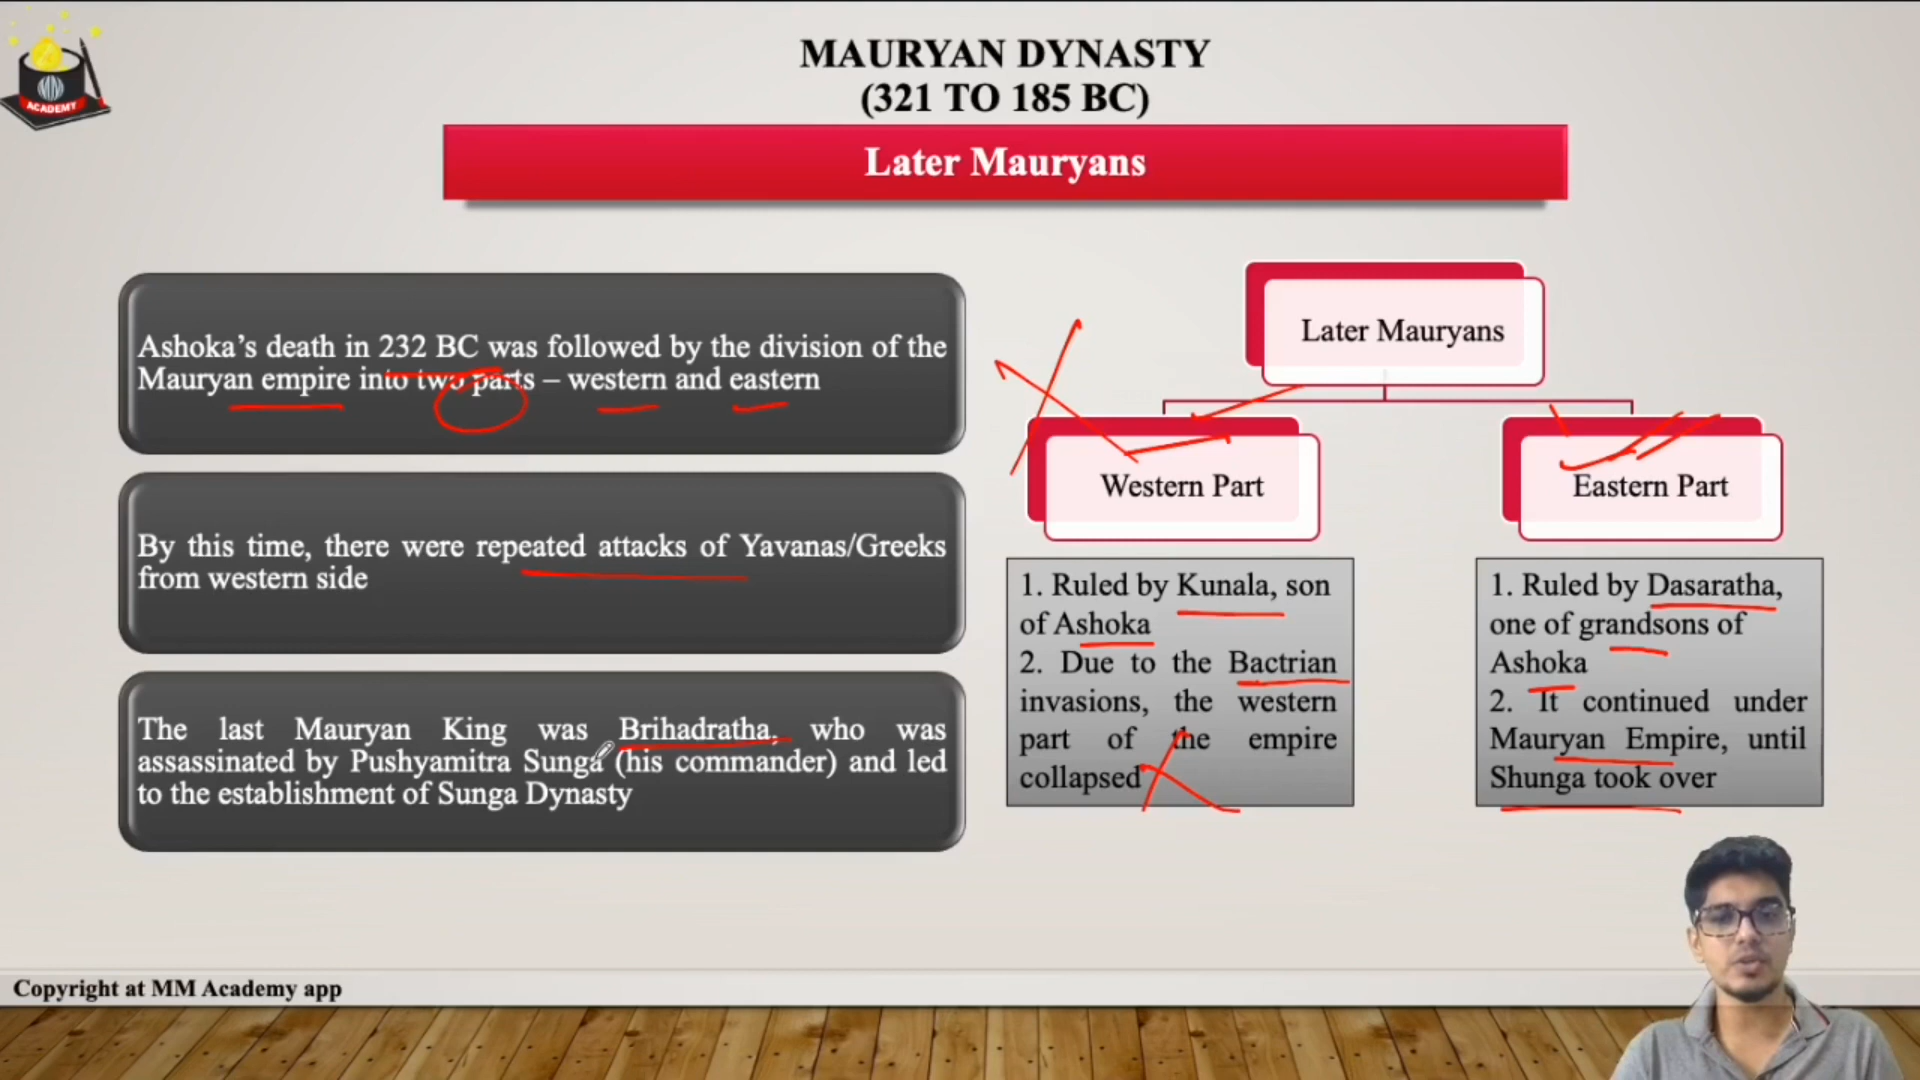 ACADEMY
MAURYAN DYNASTY
(321 TO 185 BC)
Later Mauryans
Ashoka’s death in 232 BC was followed by the division of the
Mauryan empire into two parts – western and eastern
By this time, there were repeated attacks of Yavanas/Greeks
from western side
The last Mauryan King was Brihadratha, who was
assassinated by Pushyamitra Sunga (his commander) and led
to the establishment of Sunga Dynasty
Later Mauryans
Western Part
1. Ruled by Kunala, son
of Ashoka
2. Due to the Bactrian
invasions, the western
part of the empire
collapsed
Eastern Part
1. Ruled by Dasaratha,
one of grandsons of
Ashoka
2. It continued under
Mauryan Empire, until
Shunga took over
Copyright at MM Academy app